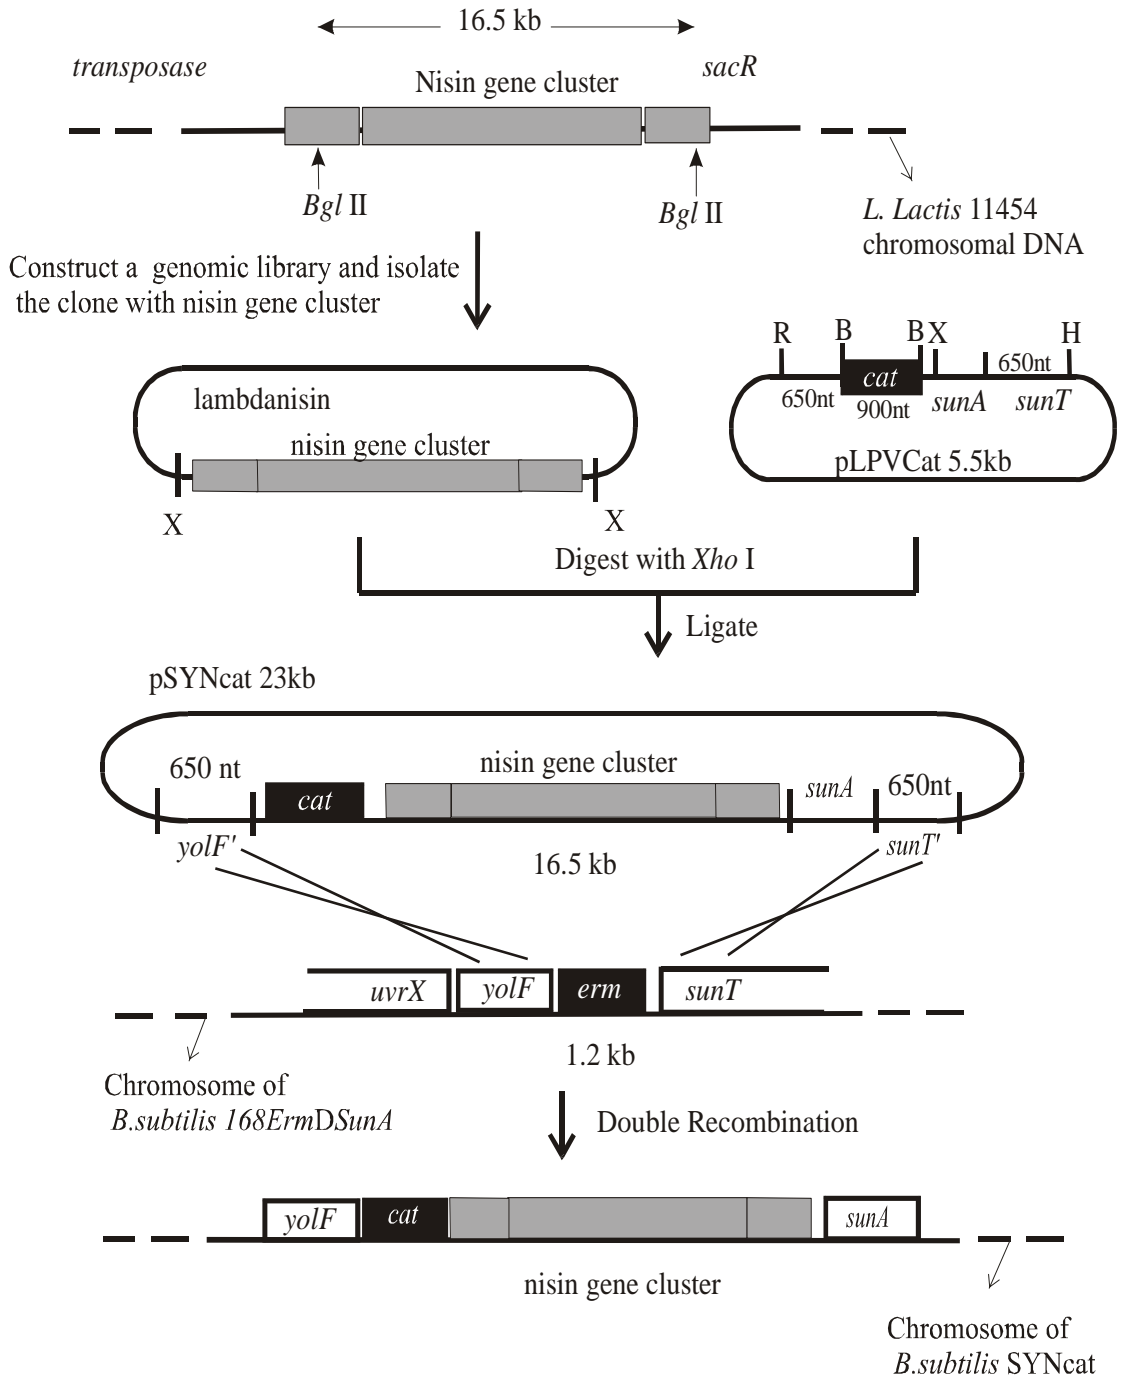 16.5 kb
transposase
sacR
Nisin gene cluster
Bgl II
Bgl II
L. Lactis 11454
chromosomal DNA
Construct a genomic library and isolate
the clone with nisin gene cluster
R
B
B
X
H
650nt
cat
650nt
900nt
sunA
sunT
pLPVCat 5.5kb
lambdanisin
nisin gene cluster
X
X
Digest with Xho I
Ligate
pSYNcat 23kb
650 nt
nisin gene cluster
sunA
650nt
cat
yolF'
sunT'
16.5 kb
uvrX
yolF
erm
sunT
1.2 kb
Chromosome of
B.subtilis 168ErmDSunA
Double Recombination
yolF
cat
sunA
nisin gene cluster
Chromosome of
B.subtilis SYNcat